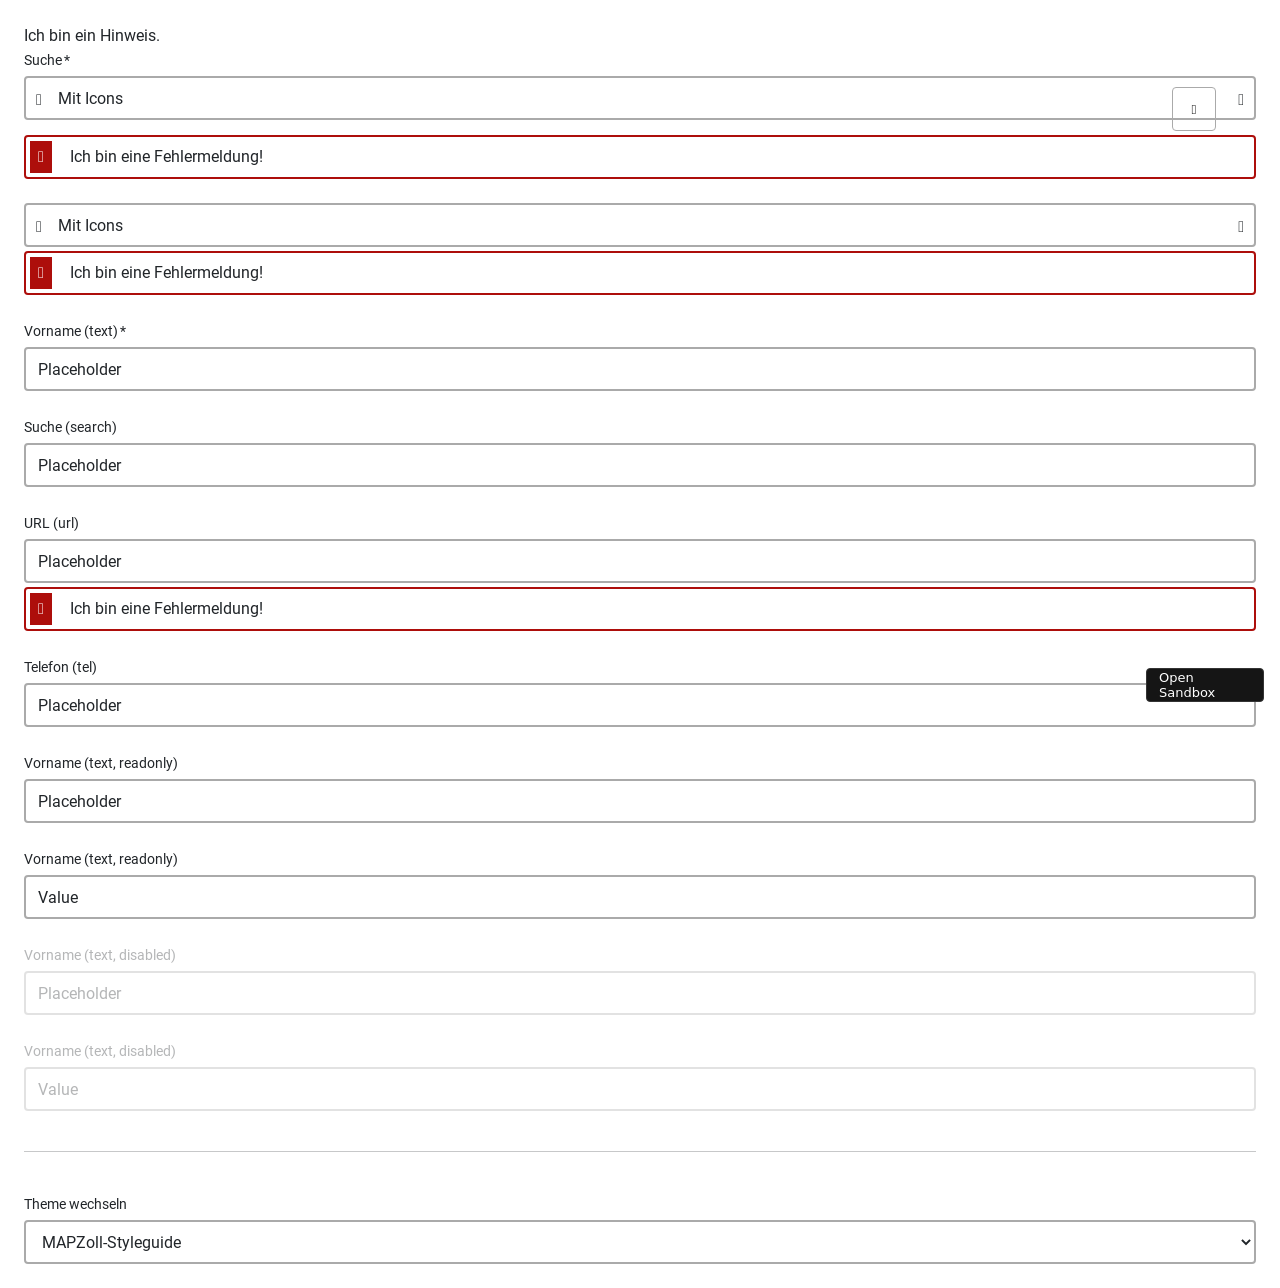 Ich bin ein Hinweis.
Suche *
Mit Icons
Ich bin eine Fehlermeldung!
Mit Icons
Ich bin eine Fehlermeldung!
Vorname (text) *
Placeholder
Suche (search)
Placeholder
URL (url)
Placeholder
Ich bin eine Fehlermeldung!
Telefon (tel)
Open
Sandbox
Placeholder
Vorname (text, readonly)
Placeholder
Vorname (text, readonly)
Value
Vorname (text, disabled)
Placeholder
Vorname (text, disabled)
Value
Theme wechseln
MAPZoll-Styleguide